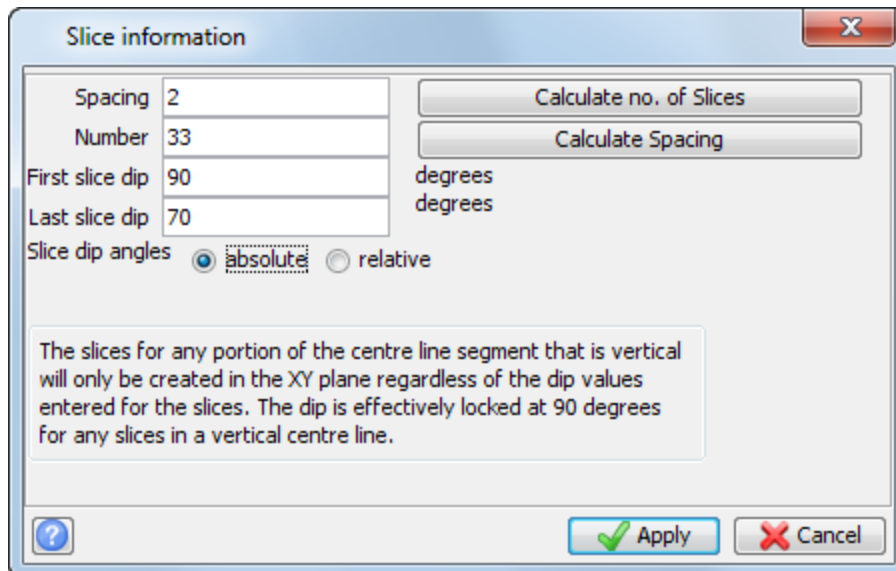 Slice information
Spacing 2 Calculate no. of Slices
Number 33 Calculate Spacing
First slice dip 90 degrees
Last slice dip 70 degrees
Slice dip angles absolute relative
The slices for any portion of the centre line segment that is vertical
will only be created in the XY plane regardless of the dip values
entered for the slices. The dip is effectively locked at 90 degrees
for any slices in a vertical centre line.
? Apply Cancel